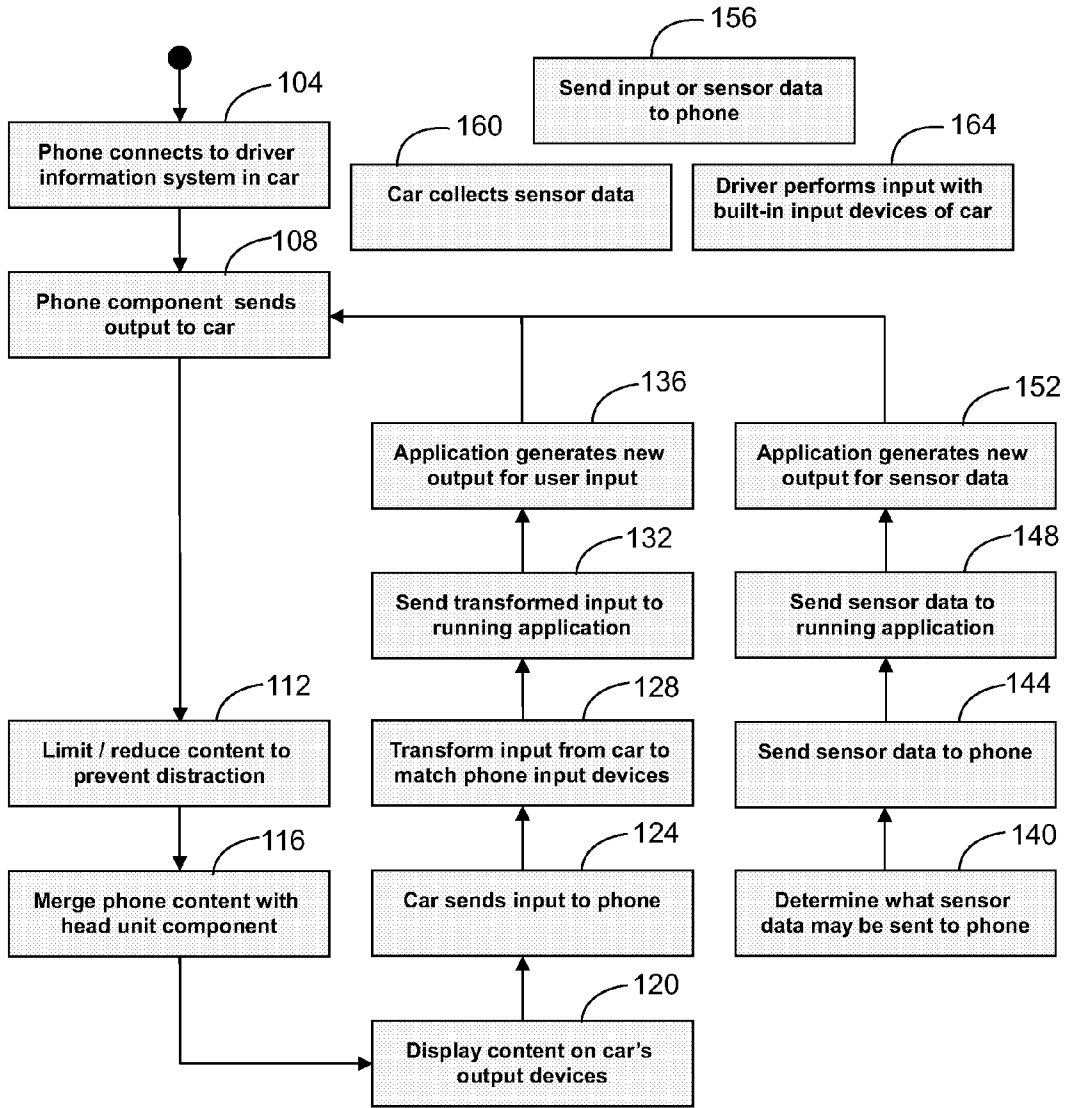 156
Send input or sensor data
to phone
104
Phone connects to driver
information system in car
160
Car collects sensor data
164
Driver performs input with
built-in input devices of car
108
Phone component sends
output to car
136
Application generates new
output for user input
152
Application generates new
output for sensor data
132
Send transformed input to
running application
148
Send sensor data to
running application
112
Limit / reduce content to
prevent distraction
128
Transform input from car to
match phone input devices
144
Send sensor data to phone
116
Merge phone content with
head unit component
124
Car sends input to phone
140
Determine what sensor
data may be sent to phone
120
Display content on car's
output devices